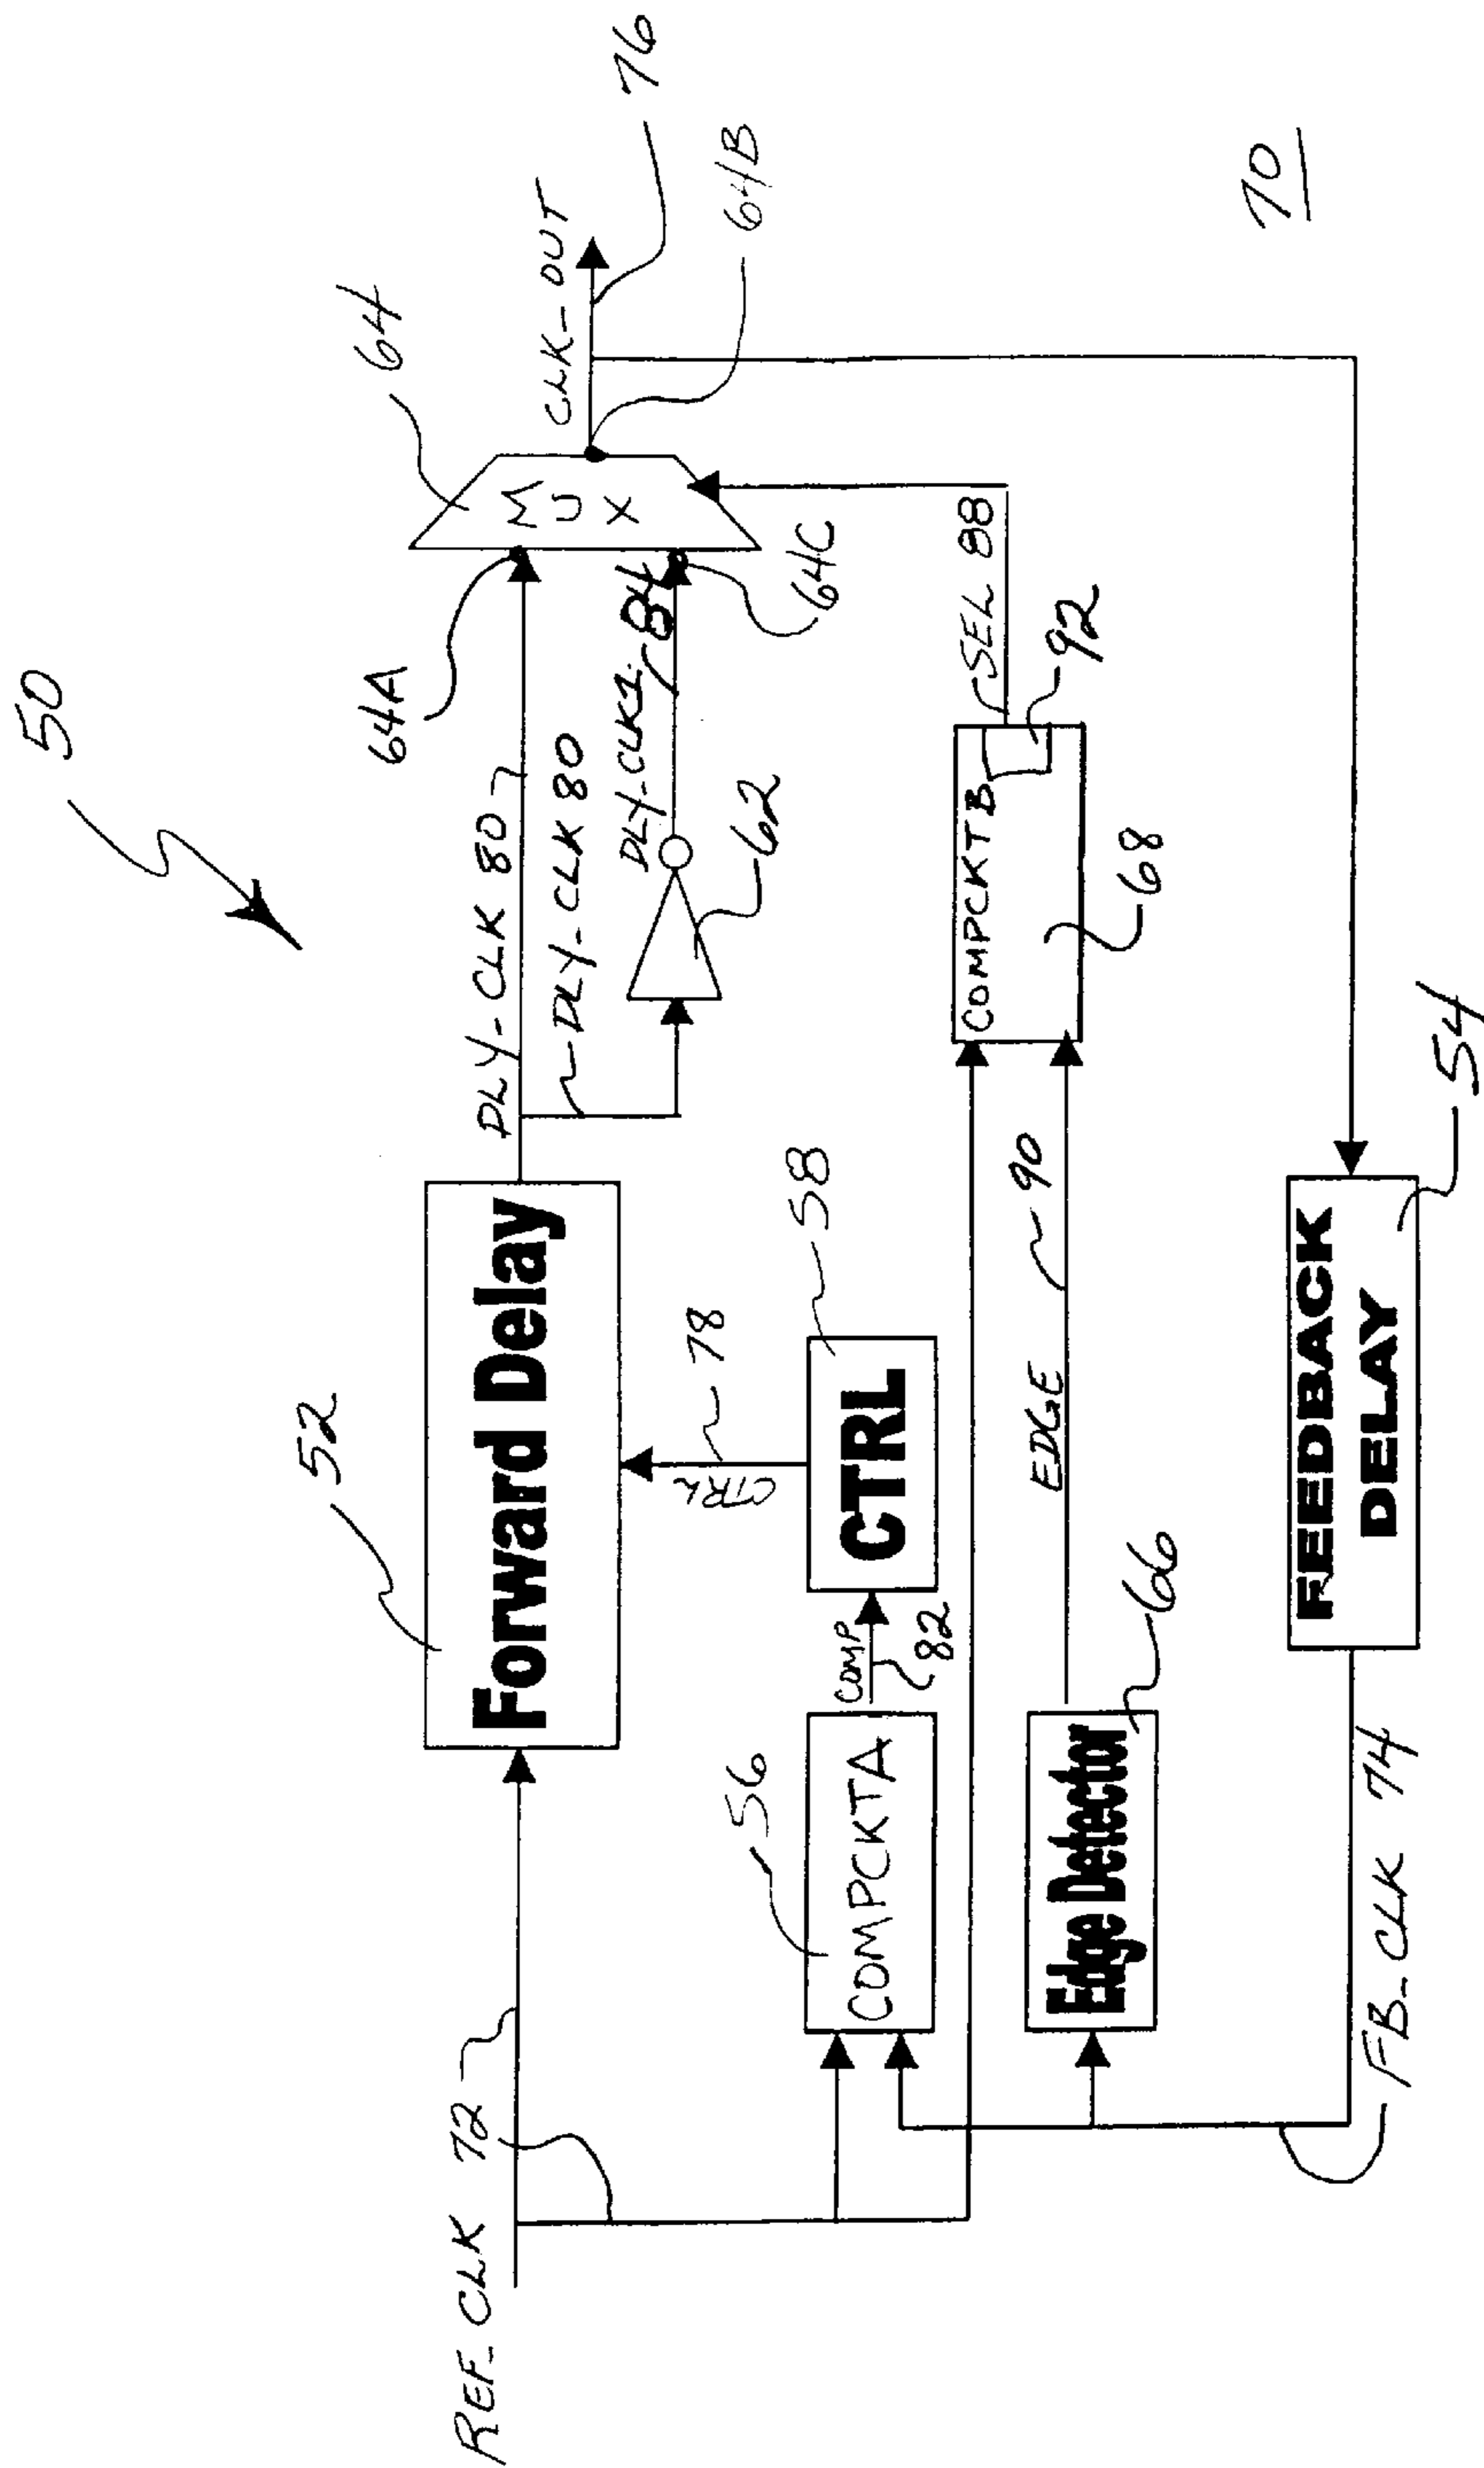 50
REF_CLK 72
52
Forward Delay
DLY-CLK 80
DLY-CLK 80
64A
64
MUX
CLK-OUT
76
64B
DLY-CLK1
84
64C
62
CTRL
78
58
CTRL
COMP
82
56
COMPCKTA
COMPCKTB
SEL 88
92
68
EDGE
90
Edge Detector
66
70
FEEDBACK
DELAY
54
FB_CLK 74